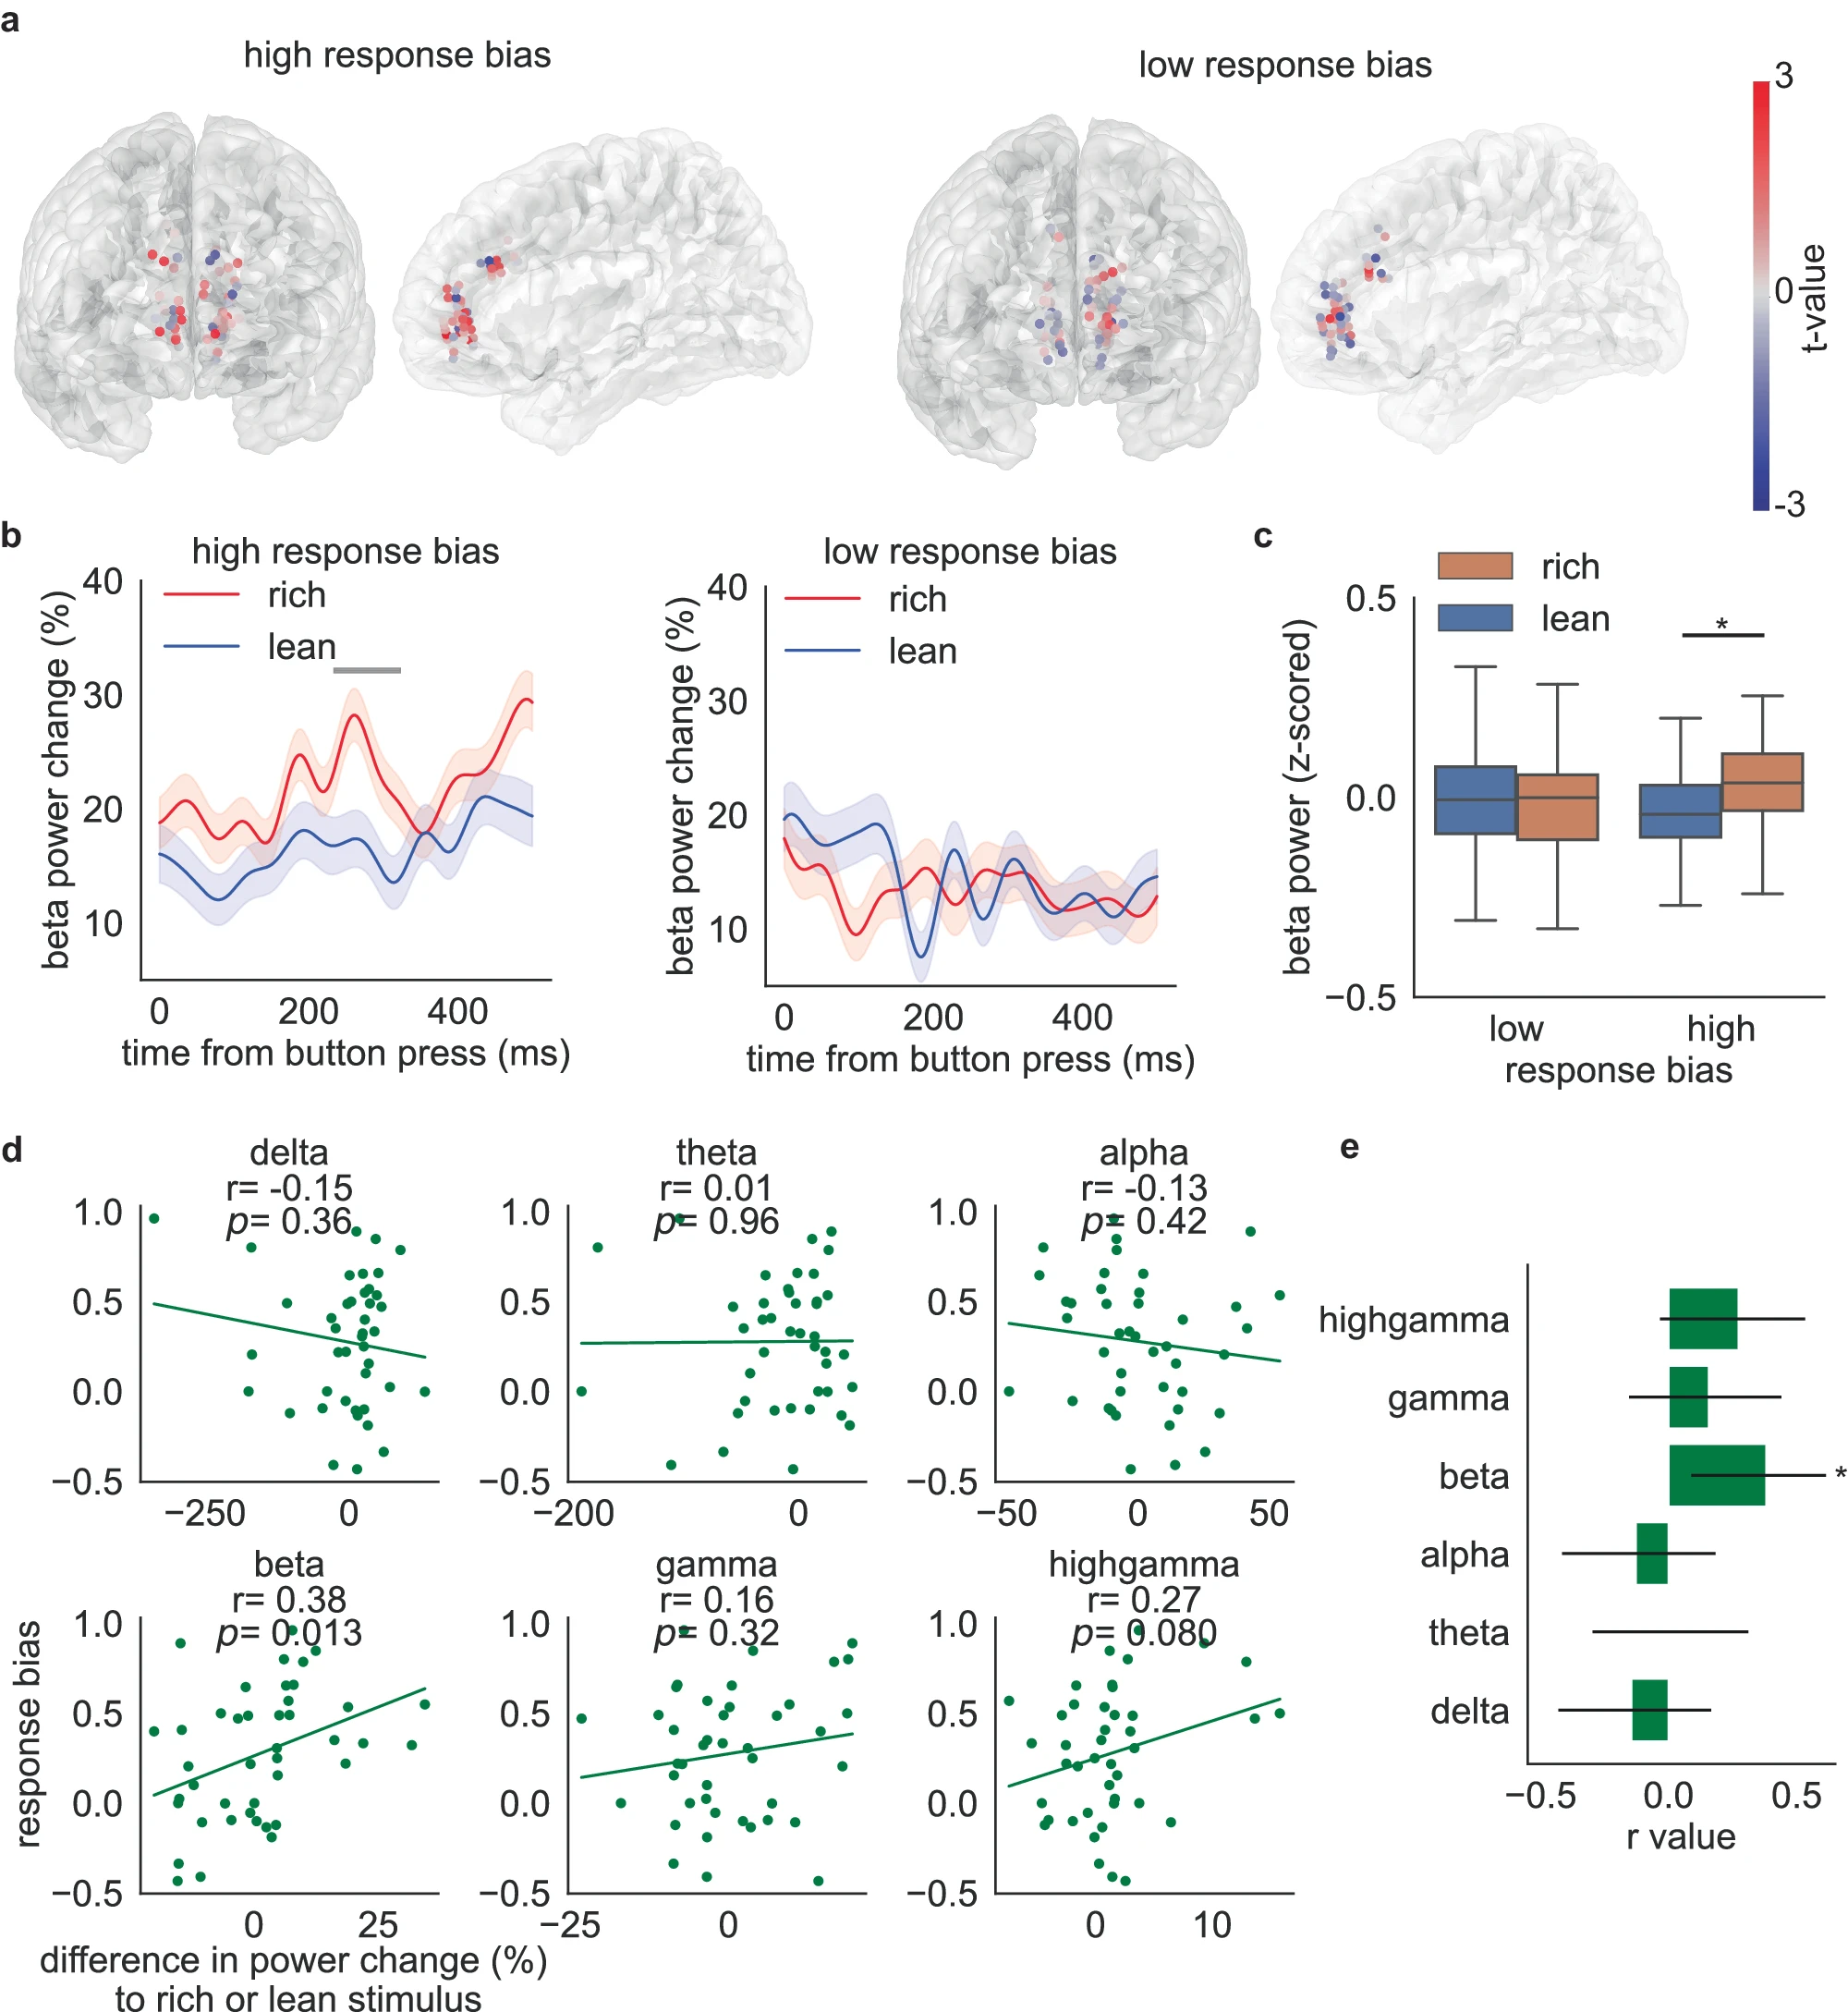 a
high response bias
low response bias
3
0
-3
t-value
b
high response bias
rich
lean
40
30
20
10
beta power change (%)
0
200
400
time from button press (ms)
low response bias
rich
lean
40
30
20
10
beta power change (%)
0
200
400
time from button press (ms)
c
rich
lean
*
0.5
0.0
−0.5
beta power (z-scored)
low
high
response bias
d
delta
r= -0.15
p= 0.36
1.0
0.5
0.0
−0.5
−250
0
theta
r= 0.01
p= 0.96
1.0
0.5
0.0
−0.5
−200
0
alpha
r= -0.13
p= 0.42
1.0
0.5
0.0
−0.5
−50
0
50
beta
r= 0.38
p= 0.013
1.0
0.5
0.0
−0.5
response bias
0
25
difference in power change (%)
to rich or lean stimulus
gamma
r= 0.16
p= 0.32
1.0
0.5
0.0
−0.5
−25
0
highgamma
r= 0.27
p= 0.080
1.0
0.5
0.0
−0.5
0
10
e
highgamma
gamma
beta
*
alpha
theta
delta
−0.5
0.0
0.5
r value